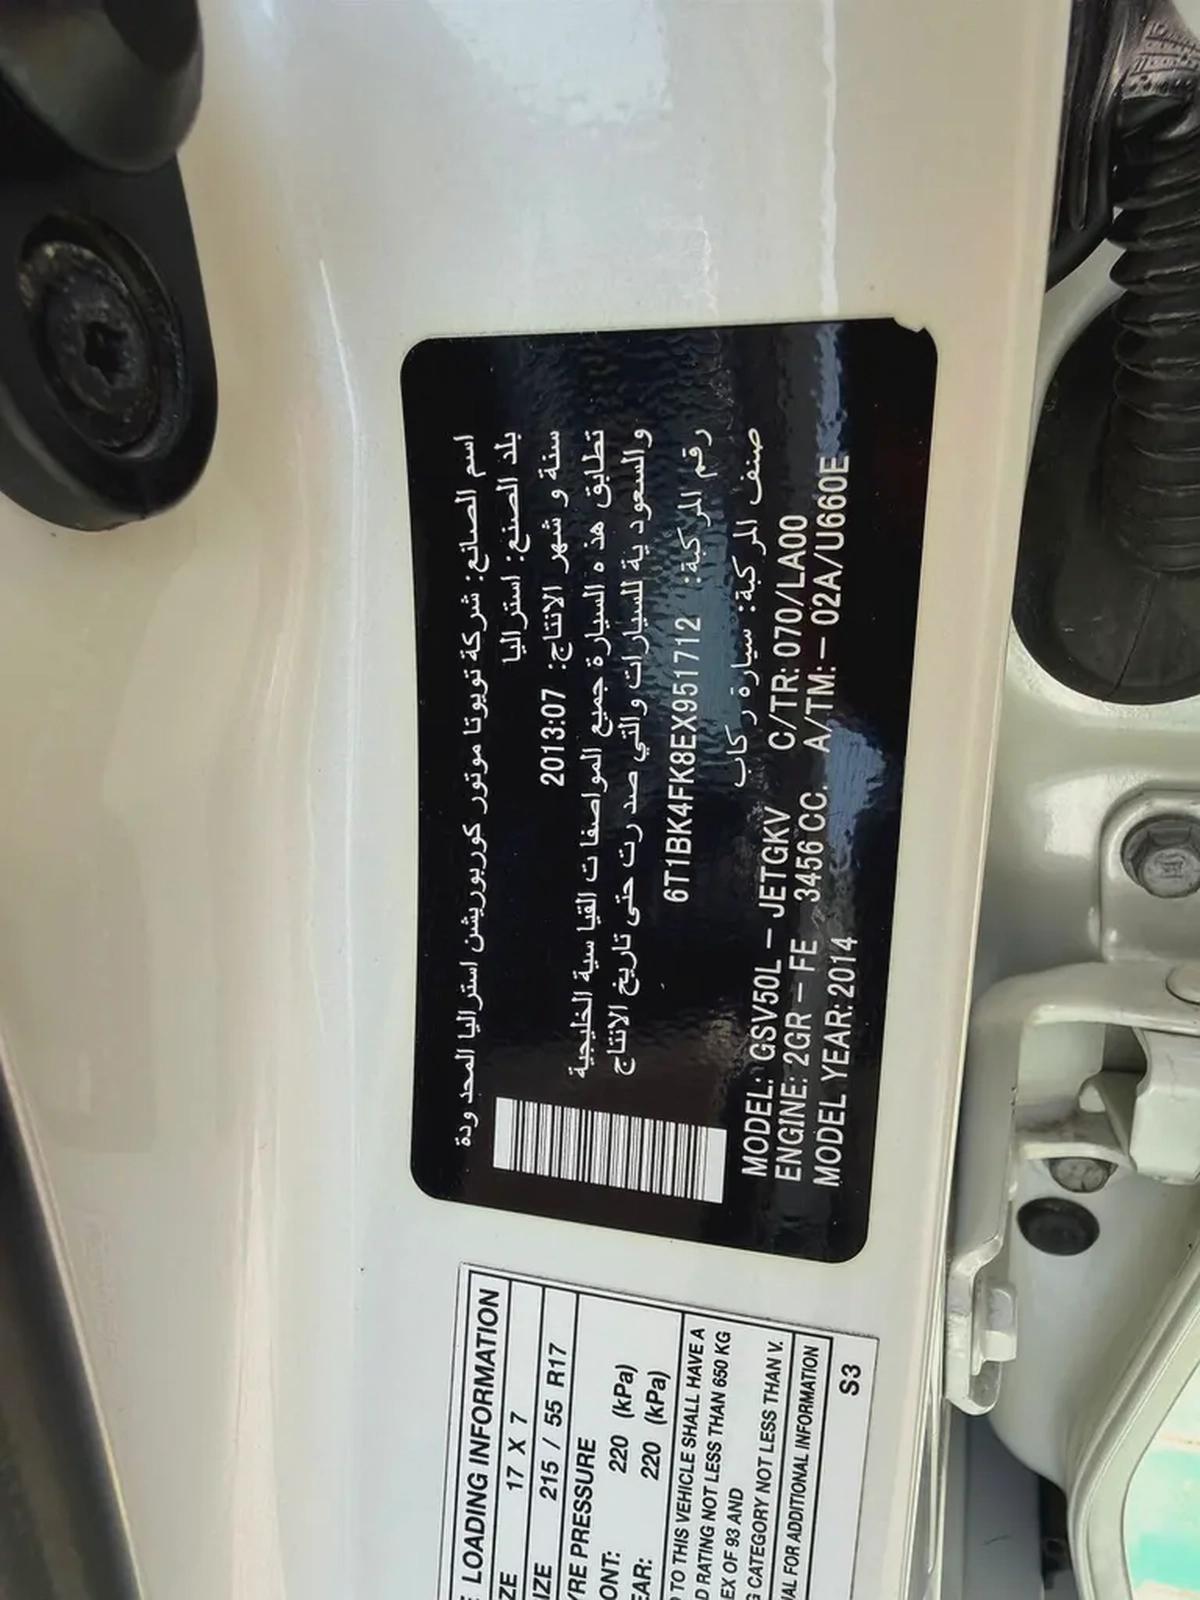 اسم الصانع: شركة تويوتا موتور كوربوريشن استراليا المحدودة
بلد الصنع: استراليا
سنة و شهر الانتاج: 2013:07
تطابق هذه السيارة جميع المواصفات القياسية الخليجية
والسعودية للسيارات والتي صدرت حتى تاريخ الانتاج
رقم المركبة: 6T1BK4FK8EX951712
صنف المركبة: سيارة ركاب
MODEL: GSV50L – JETGKV C/TR: 070/LA00
ENGINE: 2GR – FE 3456 CC. A/TM: – 02A/U660E
MODEL YEAR: 2014
LOADING INFORMATION
17 X 7
215 / 55 R17
PRESSURE
220 (kPa)
220 (kPa)
TO THIS VEHICLE SHALL HAVE A
RATING NOT LESS THAN 650 KG
OF 93 AND
CATEGORY NOT LESS THAN V.
FOR ADDITIONAL INFORMATION
S3